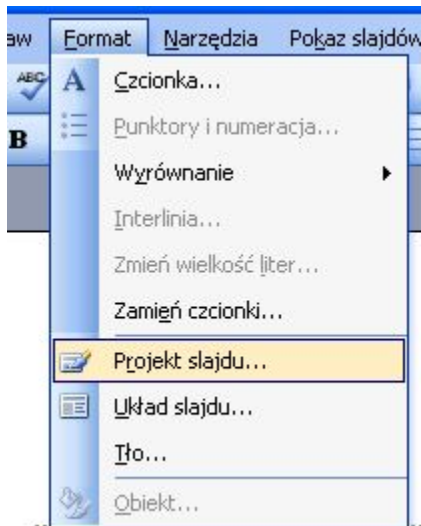 aw Format Narzędzia Pokaz slajdów
ABC A Czcionka...
B Punktory i numeracja...
Wyrównanie
Interlinia...
Zmień wielkość liter...
Zamień czcionki...
Projekt slajdu...
Układ slajdu...
Tło...
Obiekt...